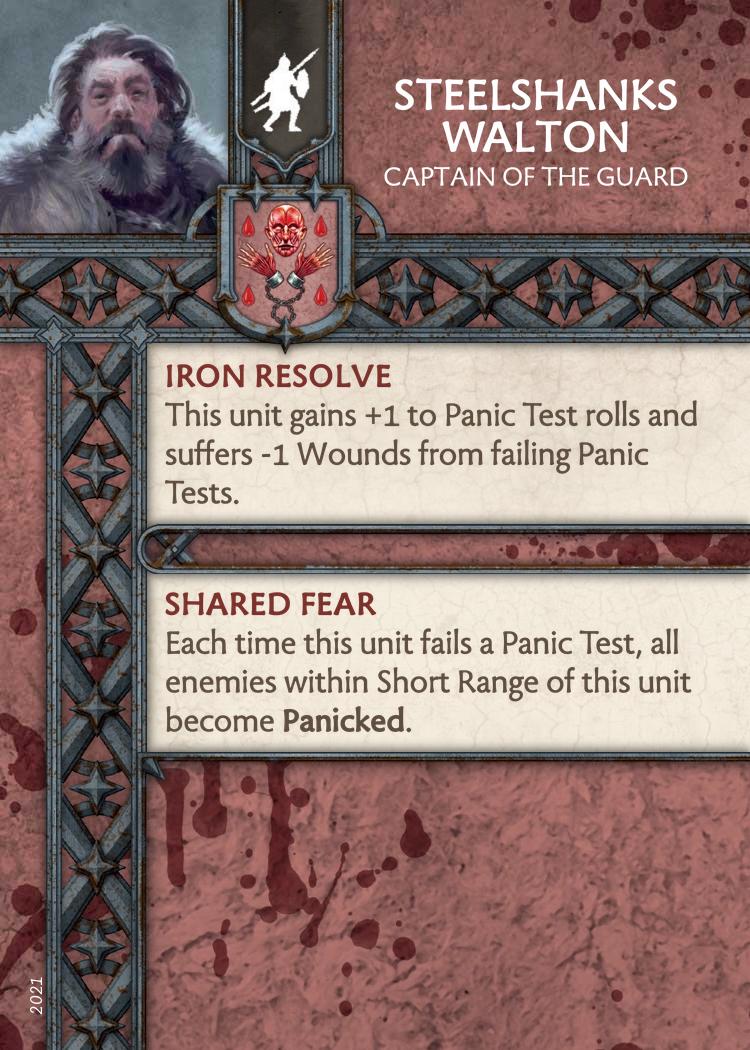 STEELSHANKS
WALTON
CAPTAIN OF THE GUARD
IRON RESOLVE
This unit gains +1 to Panic Test rolls and
suffers -1 Wounds from failing Panic
Tests.
SHARED FEAR
Each time this unit fails a Panic Test, all
enemies within Short Range of this unit
become Panicked.
2021